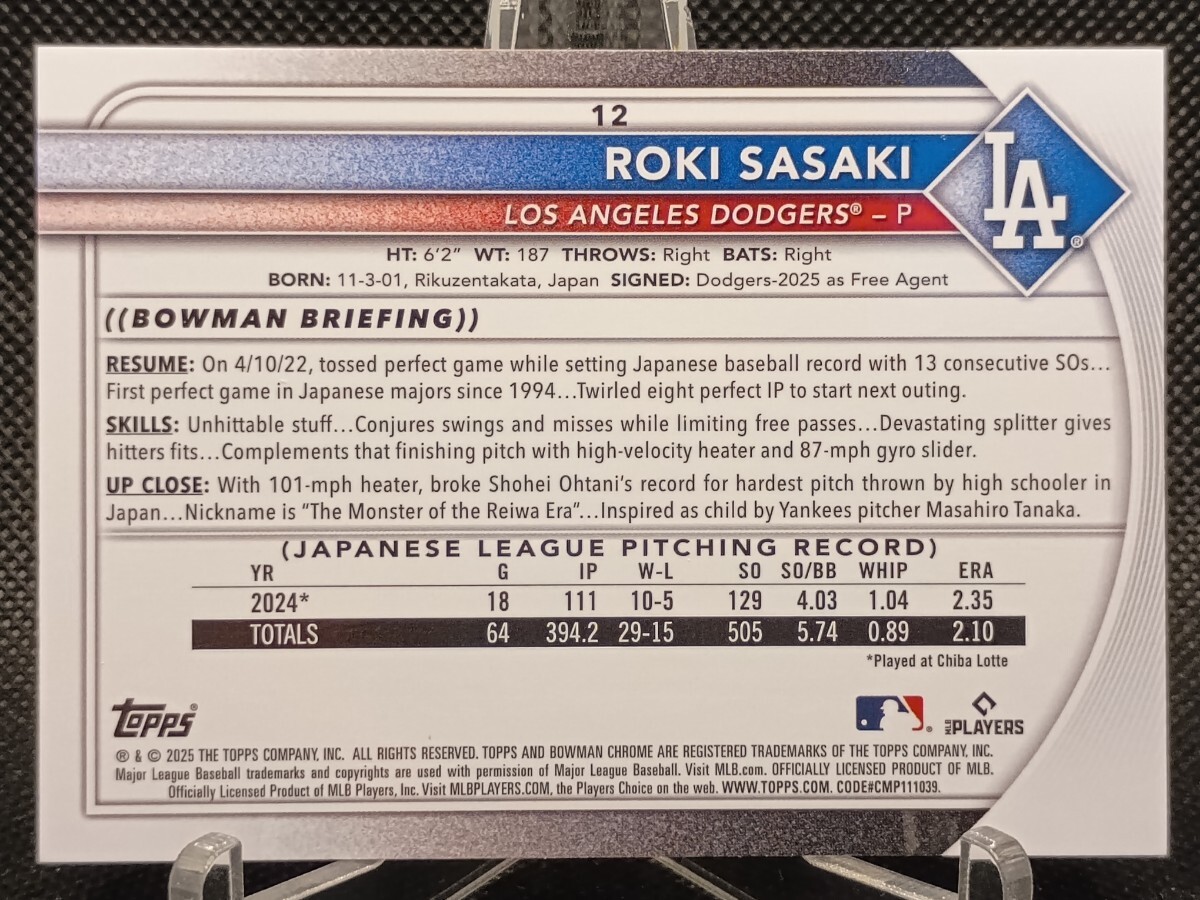 12
ROKI SASAKI
LOS ANGELES DODGERS® – P
LA®
HT: 6'2" WT: 187 THROWS: Right BATS: Right
BORN: 11-3-01, Rikuzentakata, Japan SIGNED: Dodgers-2025 as Free Agent
((BOWMAN BRIEFING))
RESUME: On 4/10/22, tossed perfect game while setting Japanese baseball record with 13 consecutive SOs...
First perfect game in Japanese majors since 1994...Twirled eight perfect IP to start next outing.
SKILLS: Unhittable stuff...Conjures swings and misses while limiting free passes...Devastating splitter gives
hitters fits...Complements that finishing pitch with high-velocity heater and 87-mph gyro slider.
UP CLOSE: With 101-mph heater, broke Shohei Ohtani's record for hardest pitch thrown by high schooler in
Japan...Nickname is "The Monster of the Reiwa Era"...Inspired as child by Yankees pitcher Masahiro Tanaka.
(JAPANESE LEAGUE PITCHING RECORD)
YR G IP W-L SO SO/BB WHIP ERA
2024* 18 111 10-5 129 4.03 1.04 2.35
TOTALS 64 394.2 29-15 505 5.74 0.89 2.10
*Played at Chiba Lotte
Topps® ® MLB PLAYERS
® & © 2025 THE TOPPS COMPANY, INC. ALL RIGHTS RESERVED. TOPPS AND BOWMAN CHROME ARE REGISTERED TRADEMARKS OF THE TOPPS COMPANY, INC.
Major League Baseball trademarks and copyrights are used with permission of Major League Baseball. Visit MLB.com. OFFICIALLY LICENSED PRODUCT OF MLB.
Officially Licensed Product of MLB Players, Inc. Visit MLBPLAYERS.COM, the Players Choice on the web. WWW.TOPPS.COM. CODE#CMP111039.